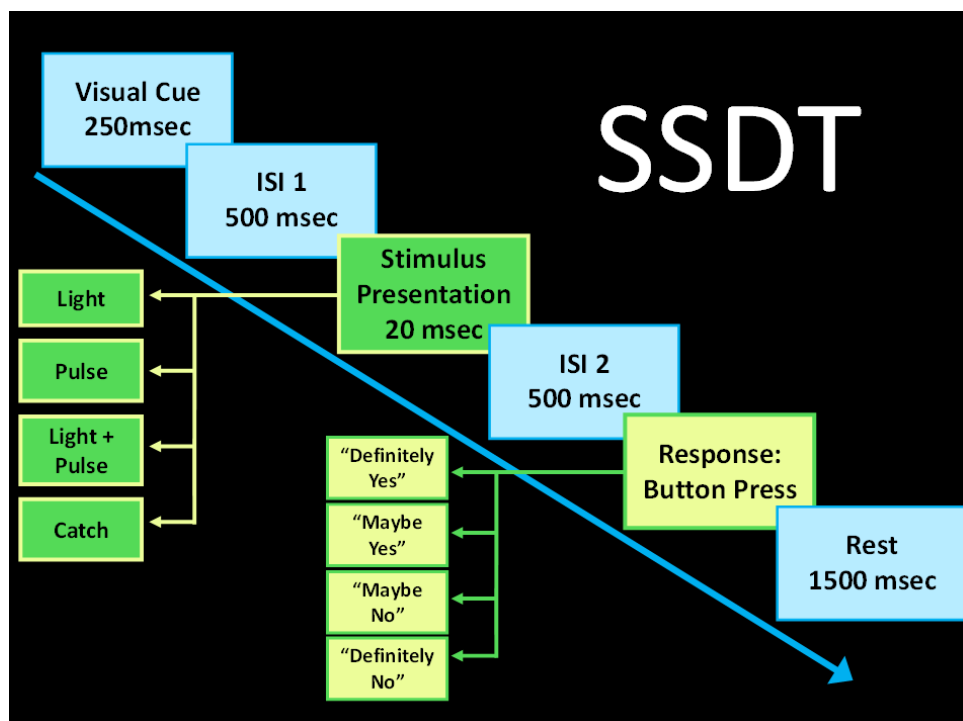 SSDT
Visual Cue
250msec
ISI 1
500 msec
Stimulus
Presentation
20 msec
Light
Pulse
Light +
Pulse
Catch
ISI 2
500 msec
Response:
Button Press
“Definitely
Yes”
“Maybe
Yes”
“Maybe
No”
“Definitely
No”
Rest
1500 msec